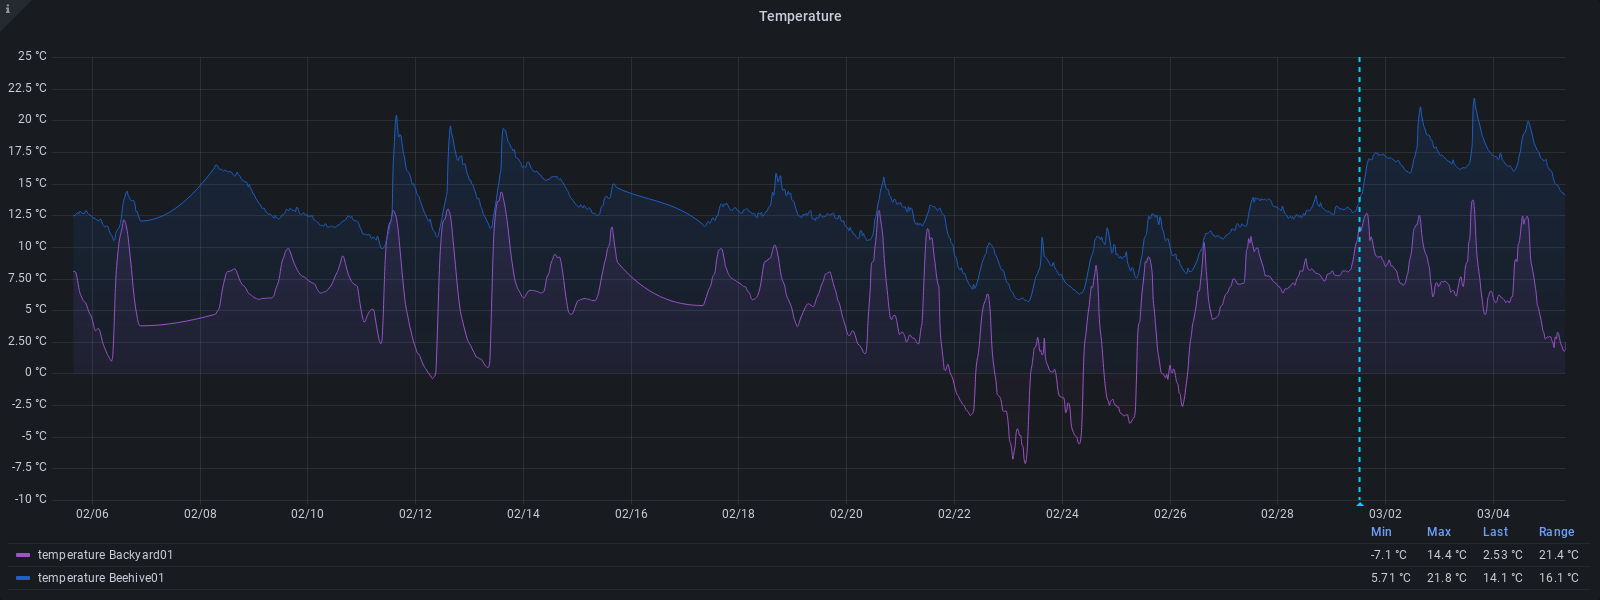 i
Temperature
25 °C
22.5 °C
20 °C
17.5 °C
15 °C
12.5 °C
10 °C
7.50 °C
5 °C
2.50 °C
0 °C
-2.5 °C
-5 °C
-7.5 °C
-10 °C
02/06 02/08 02/10 02/12 02/14 02/16 02/18 02/20 02/22 02/24 02/26 02/28 03/02 03/04
Min Max Last Range
temperature Backyard01 -7.1 °C 14.4 °C 2.53 °C 21.4 °C
temperature Beehive01 5.71 °C 21.8 °C 14.1 °C 16.1 °C